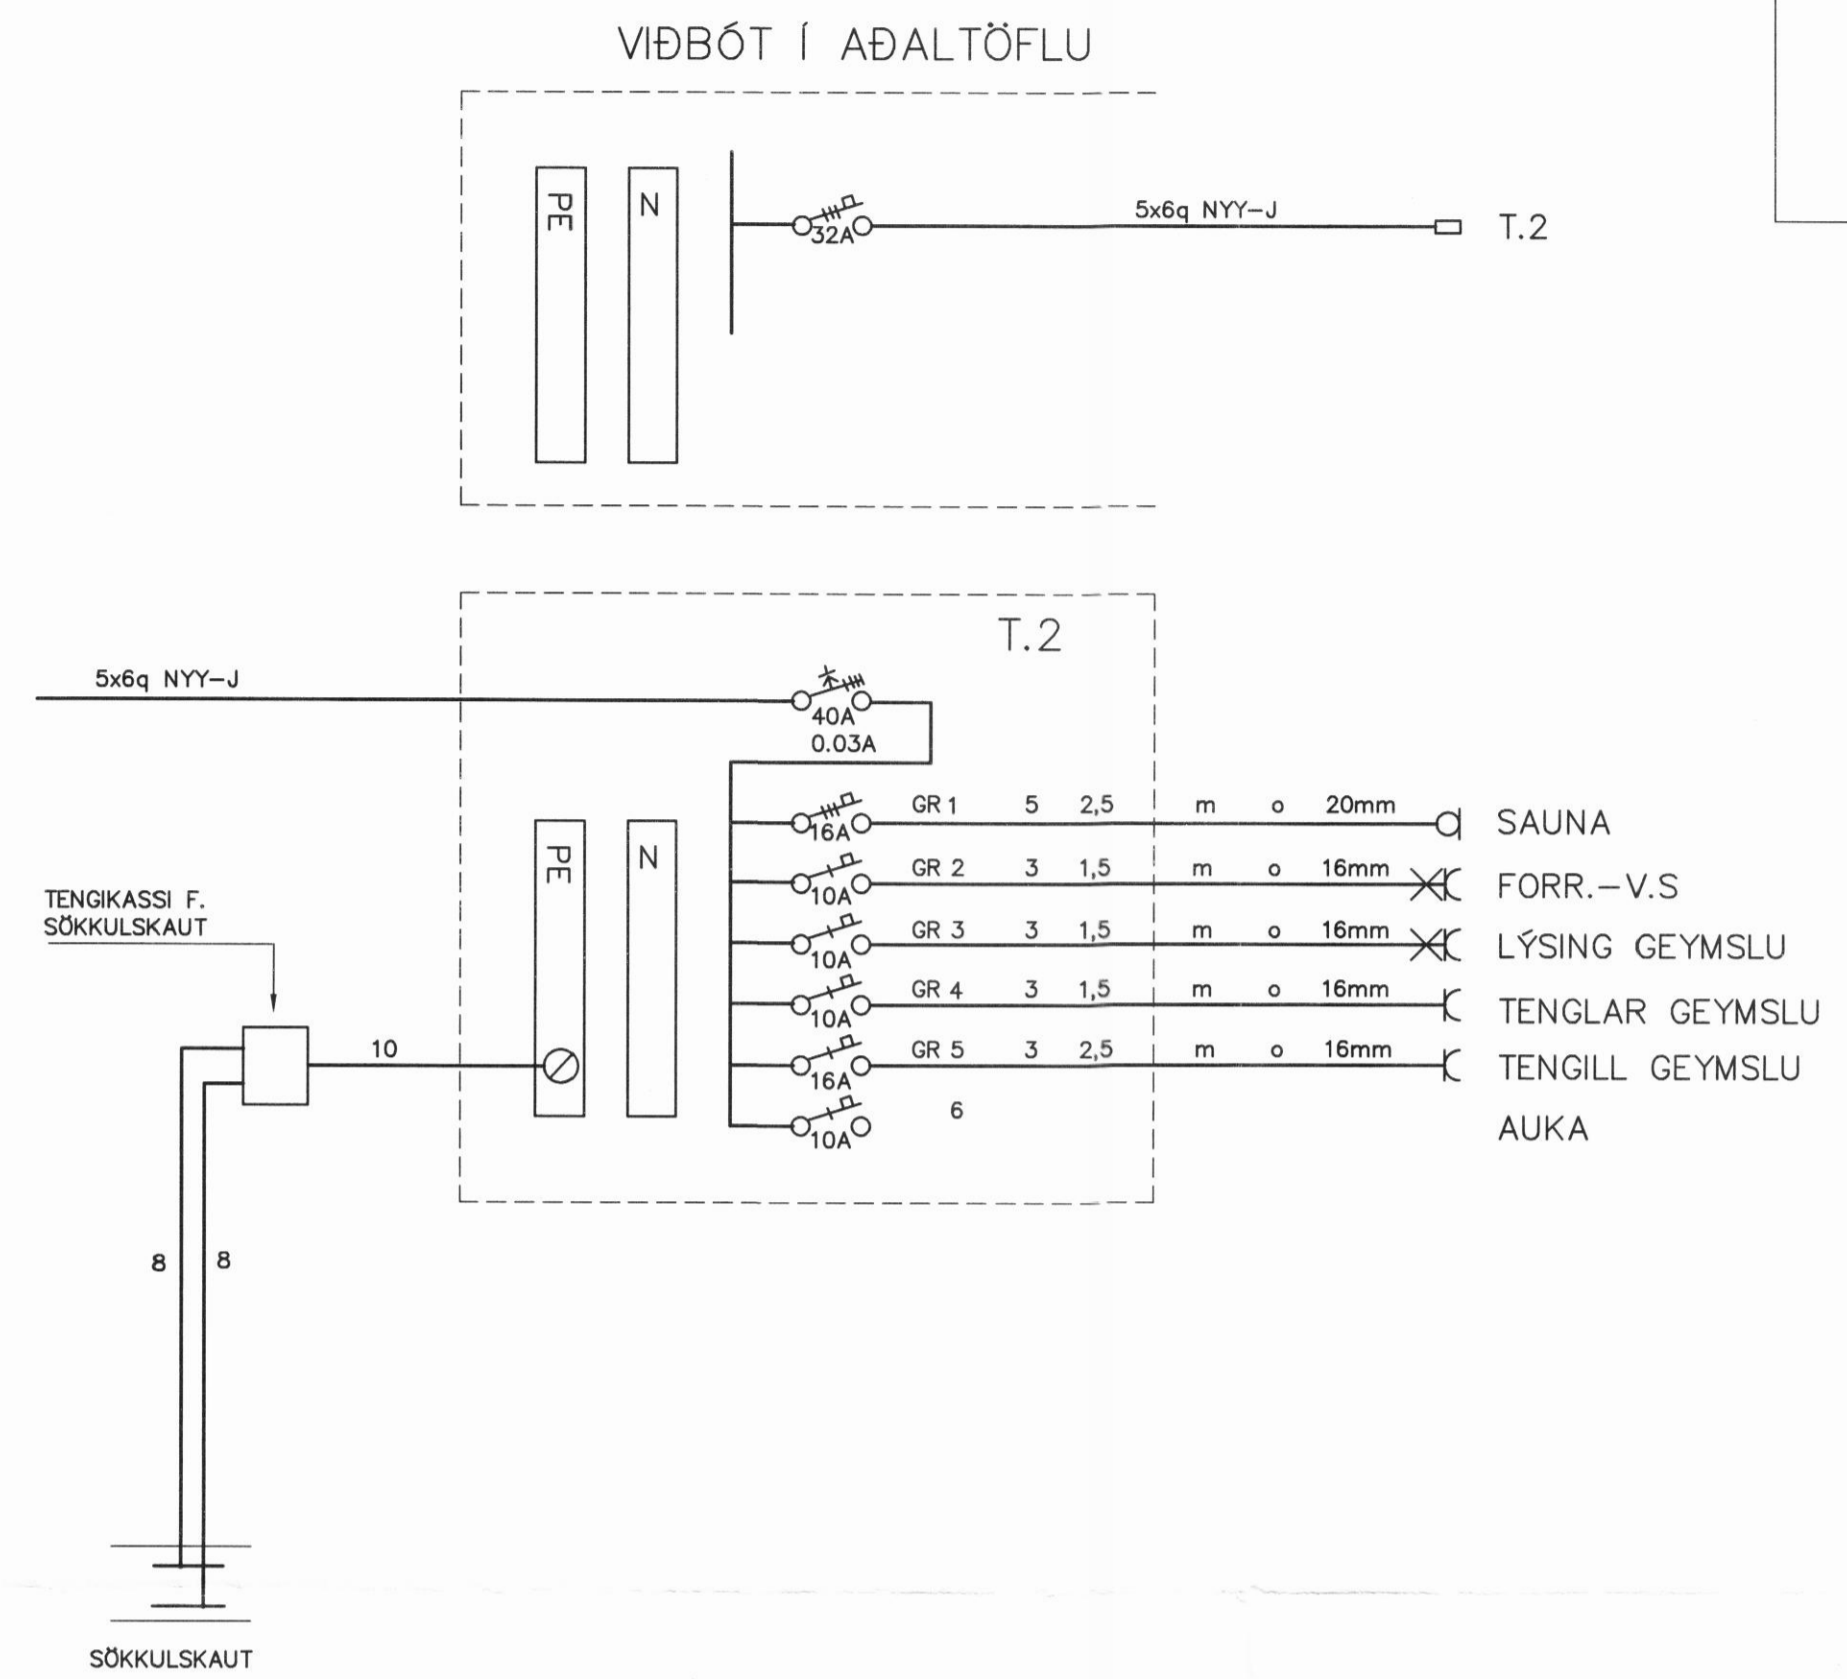 VIÐBÓT Í AÐALTÖFLU
PE
N
32A
5x6q NYY-J
T.2
T.2
5x6q NYY-J
40A
0.03A
PE
N
16A GR 1 5 2,5 m o 20mm SAUNA
10A GR 2 3 1,5 m o 16mm FORR.-V.S
10A GR 3 3 1,5 m o 16mm LÝSING GEYMSLU
10A GR 4 3 1,5 m o 16mm TENGLAR GEYMSLU
16A GR 5 3 2,5 m o 16mm TENGILL GEYMSLU
10A 6 AUKA
TENGIKASSI F.
SÖKKULSKAUT
10
8 8
SÖKKULSKAUT